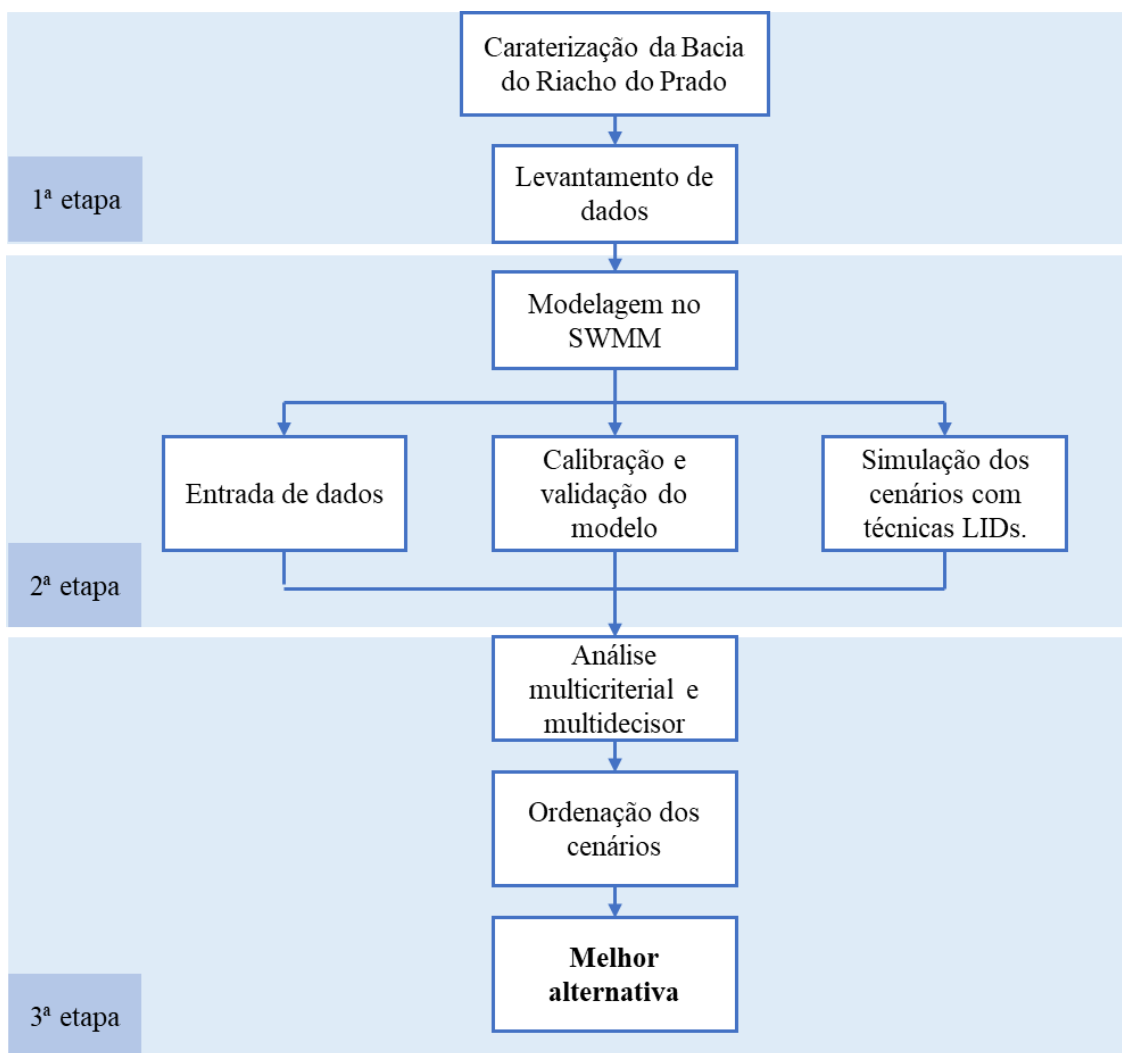 Caraterização da Bacia
do Riacho do Prado
Levantamento de
dados
1ª etapa
Modelagem no
SWMM
Entrada de dados
Calibração e
validação do
modelo
Simulação dos
cenários com
técnicas LIDs.
2ª etapa
Análise
multicriterial e
multidecisor
Ordenação dos
cenários
Melhor
alternativa
3ª etapa